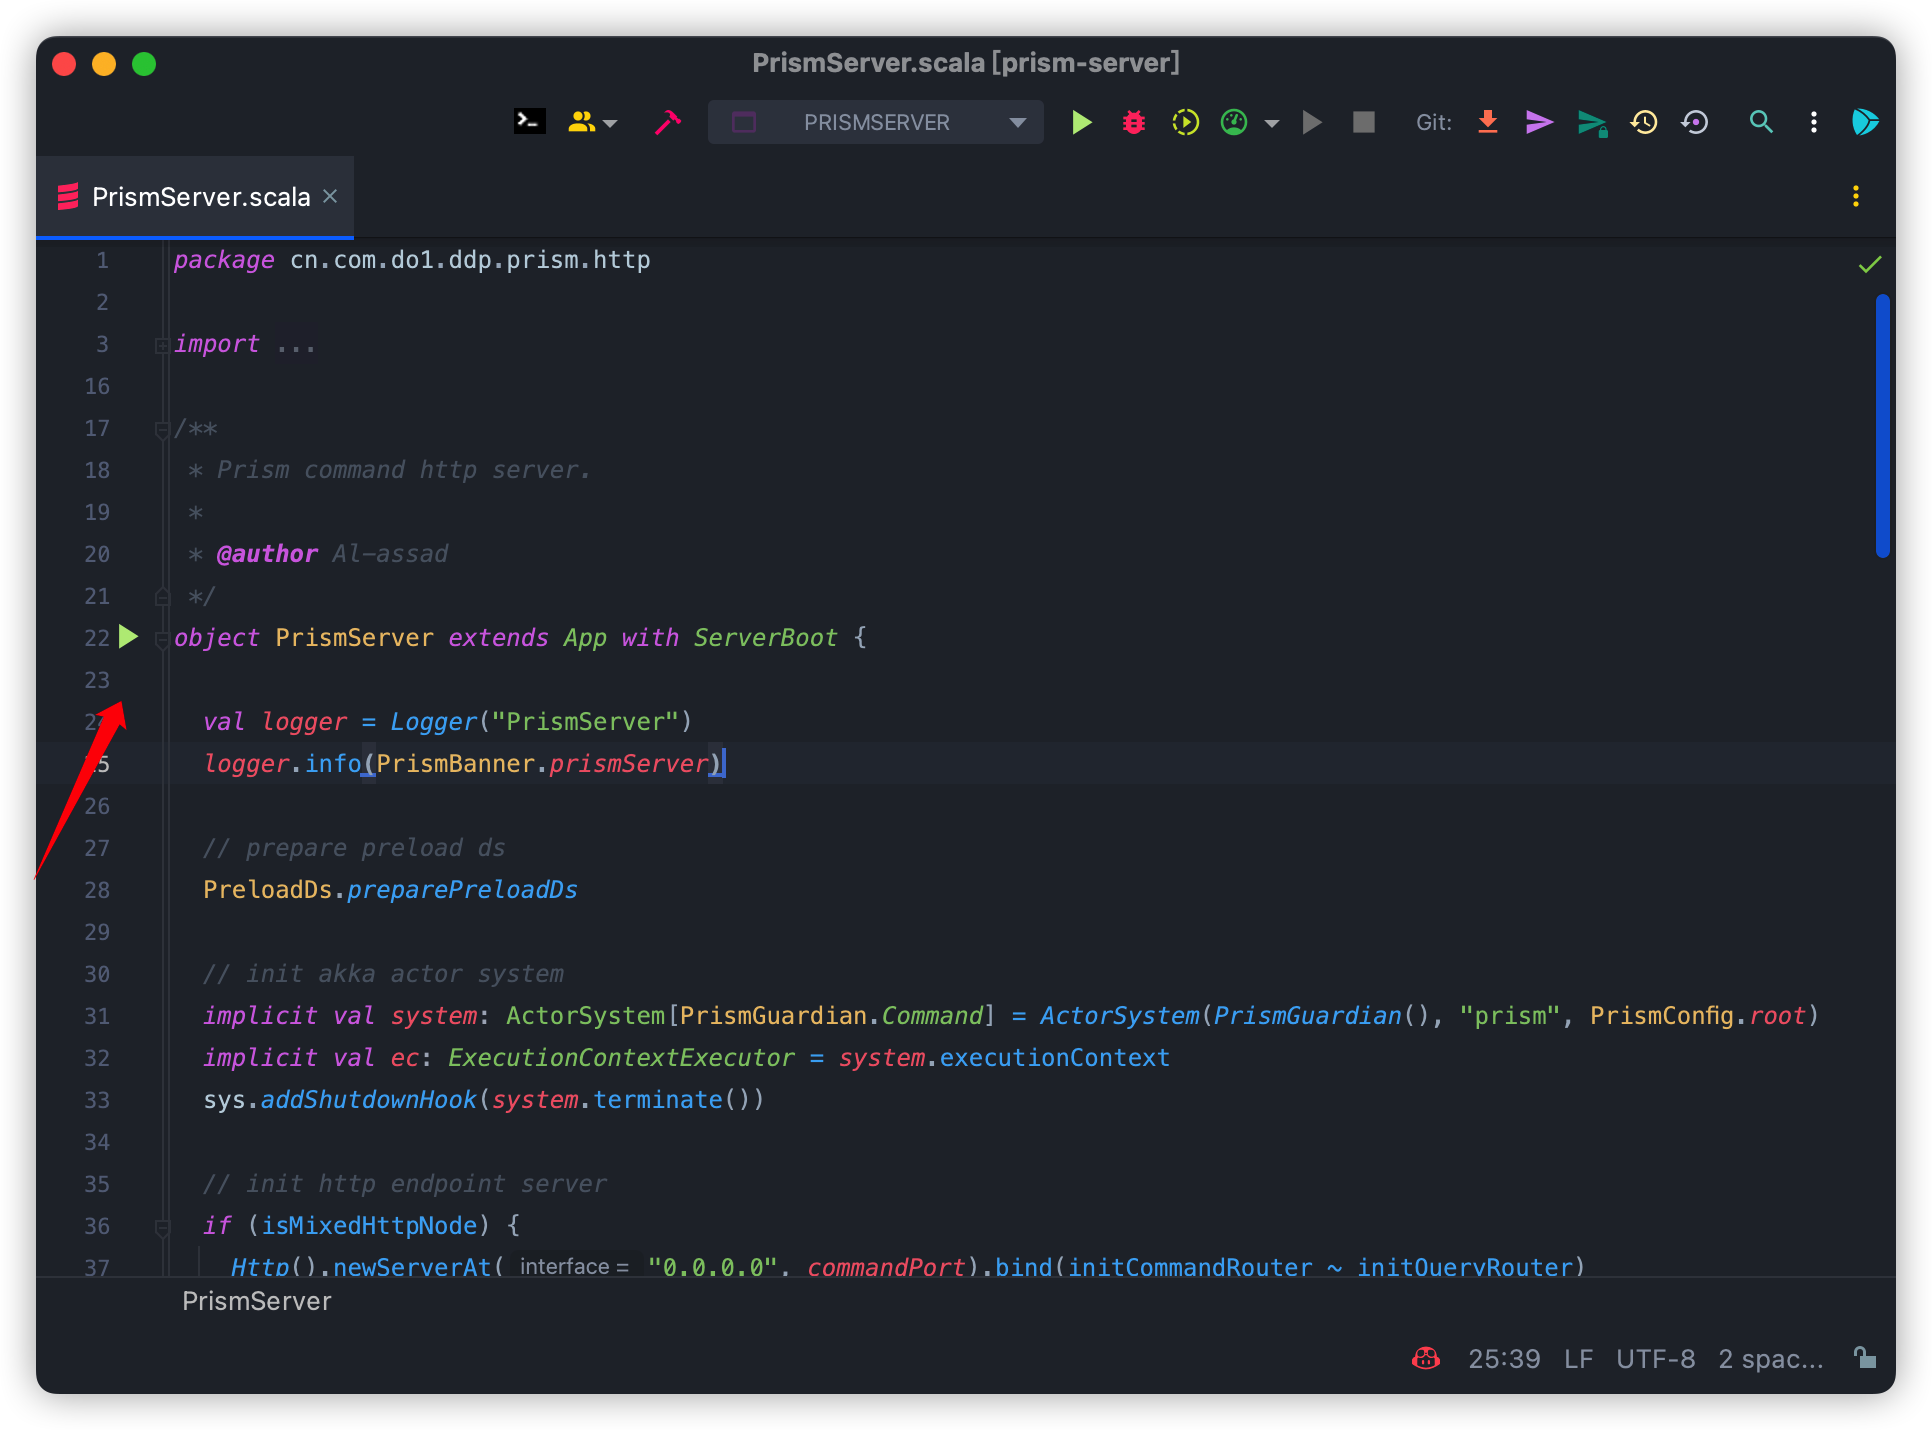 PrismServer.scala [prism-server]
PRISMSERVER
Git:
PrismServer.scala
1 package cn.com.do1.ddp.prism.http
2
3 import ...
16
17 /**
18 * Prism command http server.
19 *
20 * @author Al-assad
21 */
22 object PrismServer extends App with ServerBoot {
23
24 val logger = Logger("PrismServer")
25 logger.info(PrismBanner.prismServer)
26
27 // prepare preload ds
28 PreloadDs.preparePreloadDs
29
30 // init akka actor system
31 implicit val system: ActorSystem[PrismGuardian.Command] = ActorSystem(PrismGuardian(), "prism", PrismConfig.root)
32 implicit val ec: ExecutionContextExecutor = system.executionContext
33 sys.addShutdownHook(system.terminate())
34
35 // init http endpoint server
36 if (isMixedHttpNode) {
37 Http().newServerAt( interface = "0.0.0.0", commandPort).bind(initCommandRouter ~ initQueryRouter)
PrismServer
25:39 LF UTF-8 2 spac...